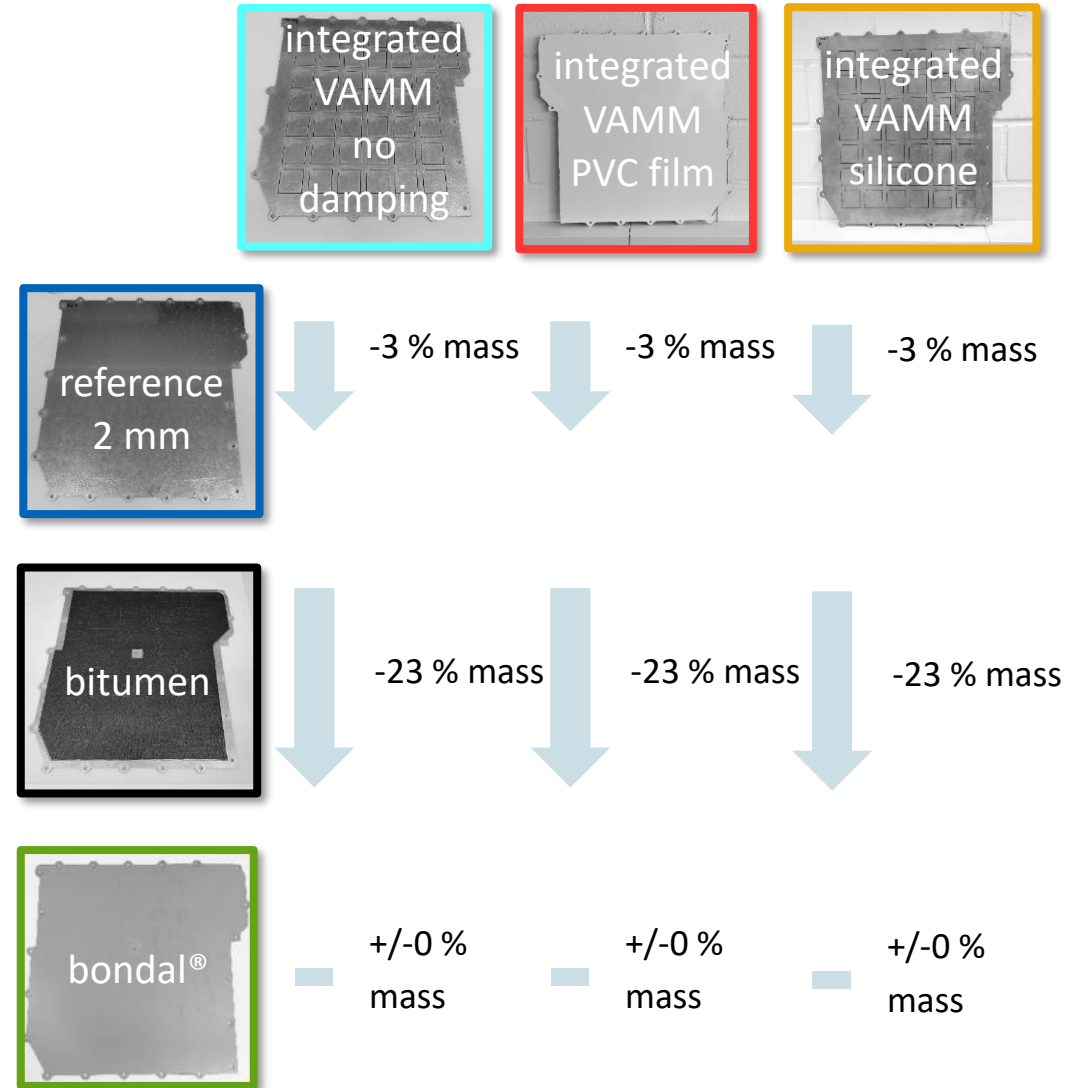 integrated
VAMM
no
damping
integrated
VAMM
PVC film
integrated
VAMM
silicone
reference
2 mm
-3 % mass
-3 % mass
-3 % mass
bitumen
-23 % mass
-23 % mass
-23 % mass
bondal®
+/-0 %
mass
+/-0 %
mass
+/-0 %
mass